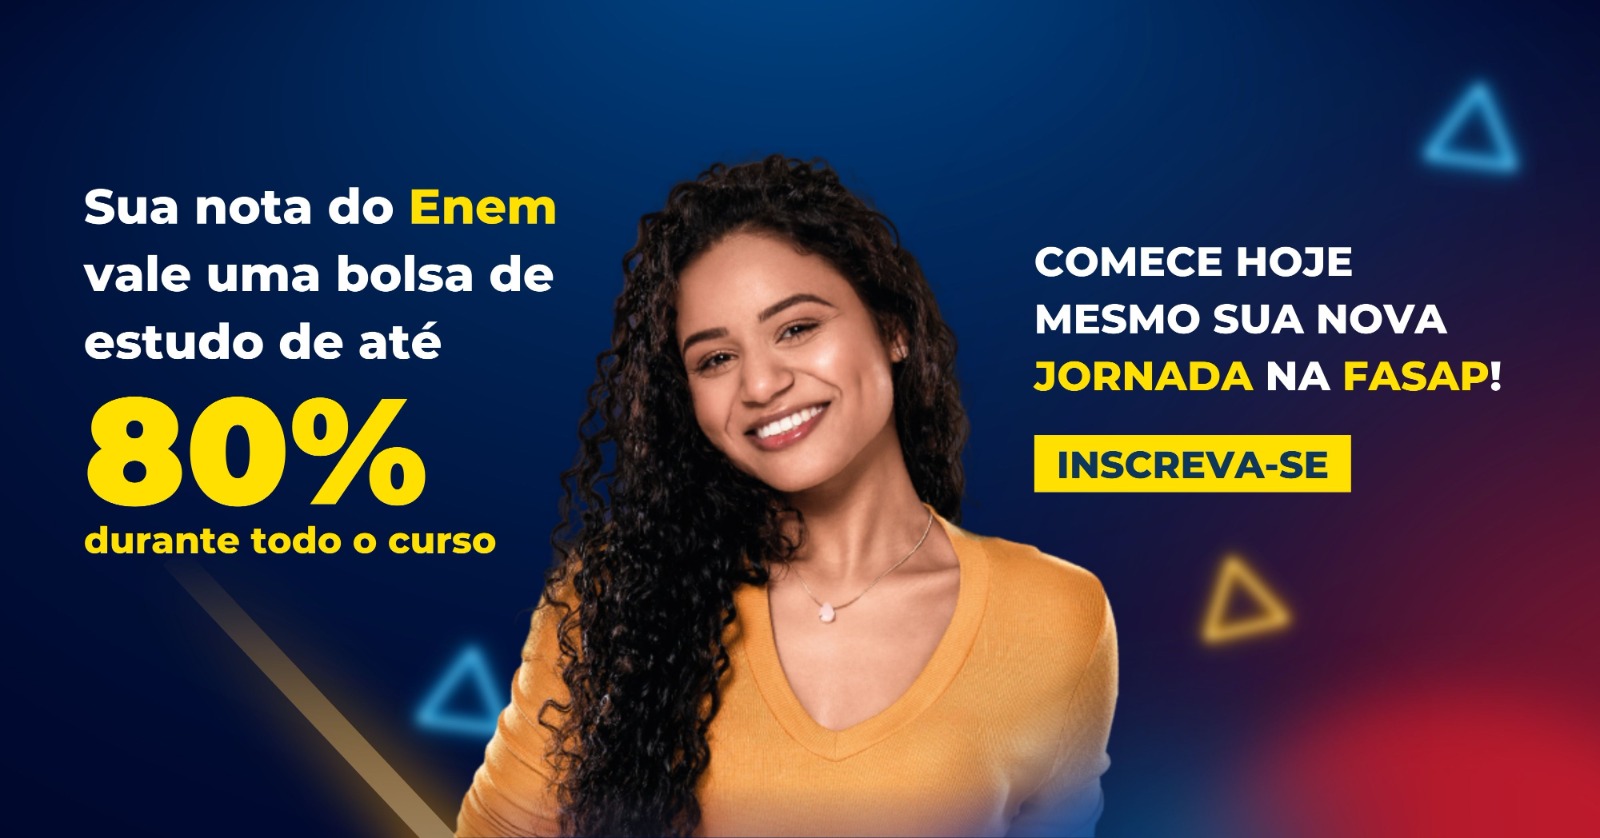 Sua nota do Enem
vale uma bolsa de
estudo de até
80%
durante todo o curso
COMECE HOJE
MESMO SUA NOVA
JORNADA NA FASAP!
INSCREVA-SE